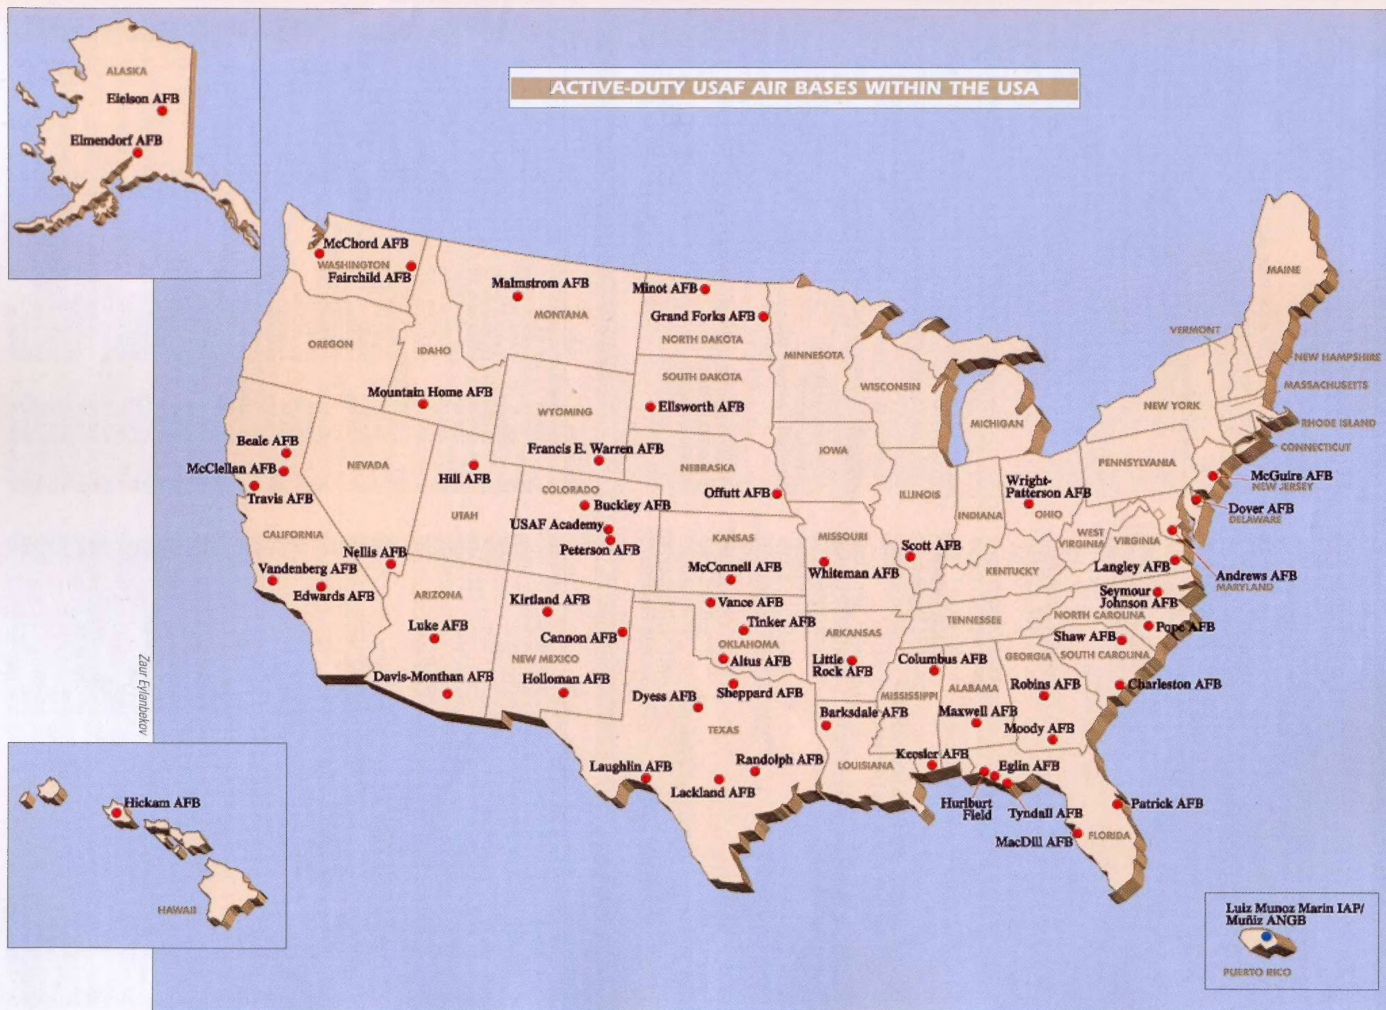 ACTIVE-DUTY USAF AIR BASES WITHIN THE USA
ALASKA
Eielson AFB
Elmendorf AFB
McChord AFB
WASHINGTON
Fairchild AFB
Malmstrom AFB
MONTANA
Minot AFB
Grand Forks AFB
NORTH DAKOTA
OREGON
IDAHO
MINNESOTA
SOUTH DAKOTA
Ellsworth AFB
WISCONSIN
MICHIGAN
MAINE
VERMONT
NEW HAMPSHIRE
MASSACHUSETTS
NEW YORK
RHODE ISLAND
CONNECTICUT
Mountain Home AFB
WYOMING
Beale AFB
McClellan AFB
Travis AFB
NEVADA
Hill AFB
UTAH
Francis E. Warren AFB
COLORADO
Buckley AFB
USAF Academy
Peterson AFB
NEBRASKA
Offutt AFB
IOWA
ILLINOIS
INDIANA
Wright-
Patterson AFB
OHIO
PENNSYLVANIA
McGuire AFB
NEW JERSEY
Dover AFB
DELAWARE
CALIFORNIA
Nellis AFB
Vandenberg AFB
Edwards AFB
KANSAS
McConnell AFB
MISSOURI
Whiteman AFB
Scott AFB
KENTUCKY
WEST
VIRGINIA
VIRGINIA
Langley AFB
Andrews AFB
MARYLAND
ARIZONA
Luke AFB
Davis-Monthan AFB
Kirtland AFB
Cannon AFB
NEW MEXICO
Holloman AFB
Vance AFB
Tinker AFB
OKLAHOMA
Altus AFB
Sheppard AFB
ARKANSAS
Little
Rock AFB
TENNESSEE
Seymour
Johnson AFB
NORTH CAROLINA
Pope AFB
Shaw AFB
SOUTH CAROLINA
Charleston AFB
GEORGIA
Robins AFB
Moody AFB
Columbus AFB
MISSISSIPPI
ALABAMA
Maxwell AFB
Dyess AFB
TEXAS
Barksdale AFB
LOUISIANA
Keesler AFB
Laughlin AFB
Randolph AFB
Lackland AFB
Eglin AFB
Hurlburt
Field
Tyndall AFB
MacDill AFB
Patrick AFB
FLORIDA
Zaur Eylanbekov
Hickam AFB
HAWAII
Luiz Munoz Marin IAP/
Muñiz ANGB
PUERTO RICO